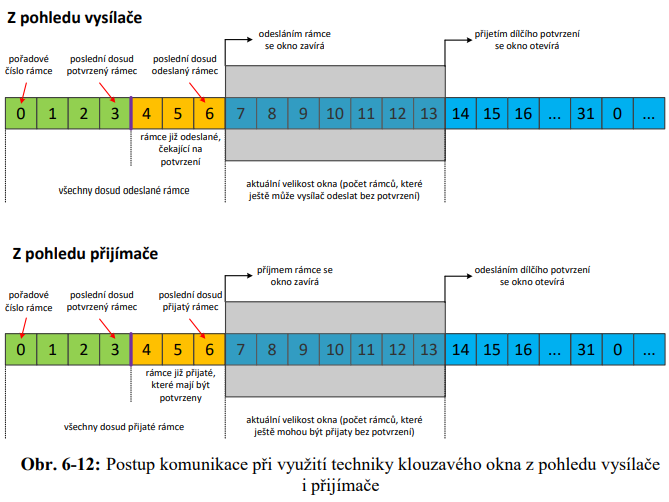 Z pohledu vysílače
pořadové
číslo rámce
poslední dosud
potvrzený rámec
poslední dosud
odeslaný rámec
odesláním rámce
se okno zavírá
přijetím dílčího potvrzení
se okno otevírá
0 1 2 3 4 5 6 7 8 9 10 11 12 13 14 15 16 ... 31 0 ...
rámce již odeslané,
čekající na
potvrzení
všechny dosud odeslané rámce
aktuální velikost okna (počet rámců, které
ještě může vysílač odeslat bez potvrzení)
Z pohledu přijímače
pořadové
číslo rámce
poslední dosud
potvrzený rámec
poslední dosud
přijatý rámec
příjmem rámce se
okno zavírá
odesláním dílčího potvrzení
se okno otevírá
0 1 2 3 4 5 6 7 8 9 10 11 12 13 14 15 16 ... 31 0 ...
rámce již přijaté,
které mají být
potvrzeny
všechny dosud přijaté rámce
aktuální velikost okna (počet rámců, které
ještě mohou být přijaty bez potvrzení)
Obr. 6-12: Postup komunikace při využití techniky klouzavého okna z pohledu vysílače
i přijímače